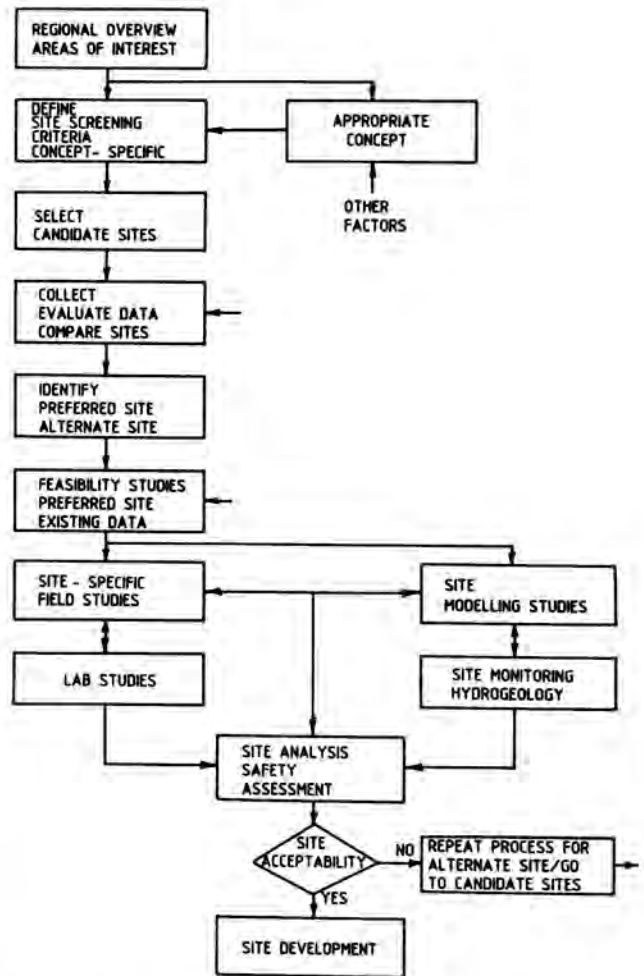 REGIONAL OVERVIEW
AREAS OF INTEREST
DEFINE
SITE SCREENING
CRITERIA
CONCEPT- SPECIFIC
APPROPRIATE
CONCEPT
OTHER
FACTORS
SELECT
CANDIDATE SITES
COLLECT
EVALUATE DATA
COMPARE SITES
IDENTIFY
PREFERRED SITE
ALTERNATE SITE
FEASIBILITY STUDIES
PREFERRED SITE
EXISTING DATA
SITE - SPECIFIC
FIELD STUDIES
SITE
MODELLING STUDIES
LAB STUDIES
SITE MONITORING
HYDROGEOLOGY
SITE ANALYSIS
SAFETY
ASSESSMENT
SITE
ACCEPTABILITY
NO
REPEAT PROCESS FOR
ALTERNATE SITE/GO
TO CANDIDATE SITES
YES
SITE DEVELOPMENT